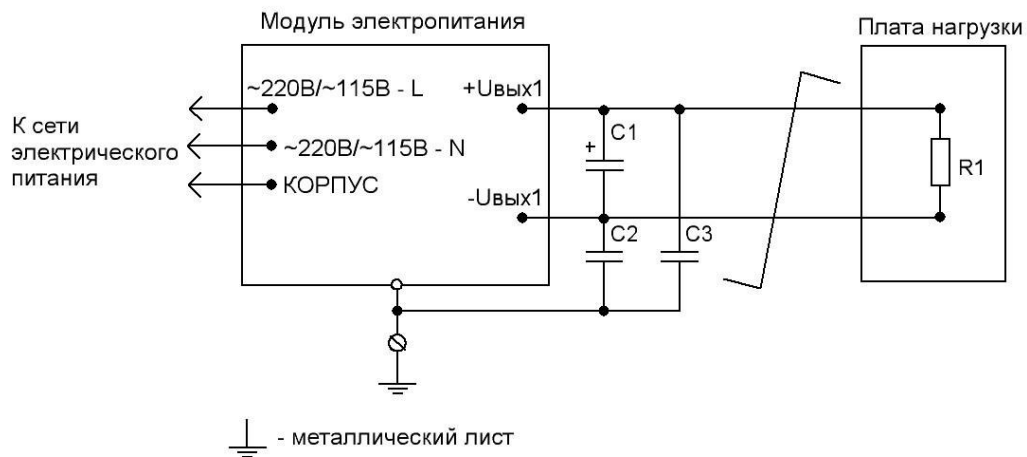 Модуль электропитания
Плата нагрузки
~220В/~115В - L
+Uвых1
К сети
электрического
питания
~220В/~115В - N
КОРПУС
-Uвых1
C1
+
C2
C3
R1
- металлический лист